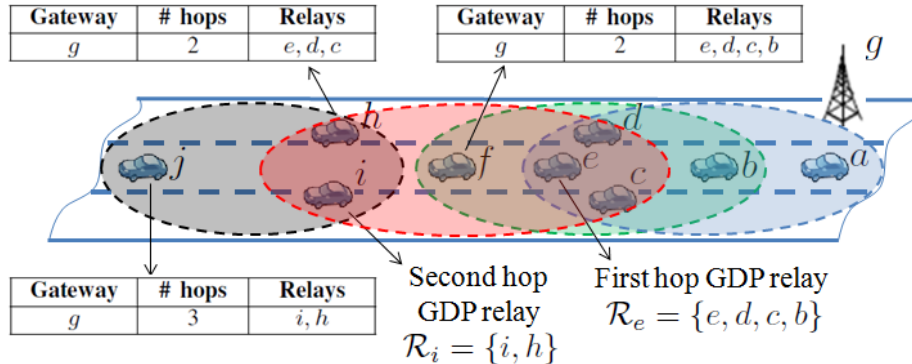 Gateway # hops Relays
g 2 e, d, c
Gateway # hops Relays
g 2 e, d, c, b
g
h
d
j
i
f
e
c
b
a
Gateway # hops Relays
g 3 i, h
Second hop
GDP relay
R_i = {i, h}
First hop GDP relay
R_e = {e, d, c, b}